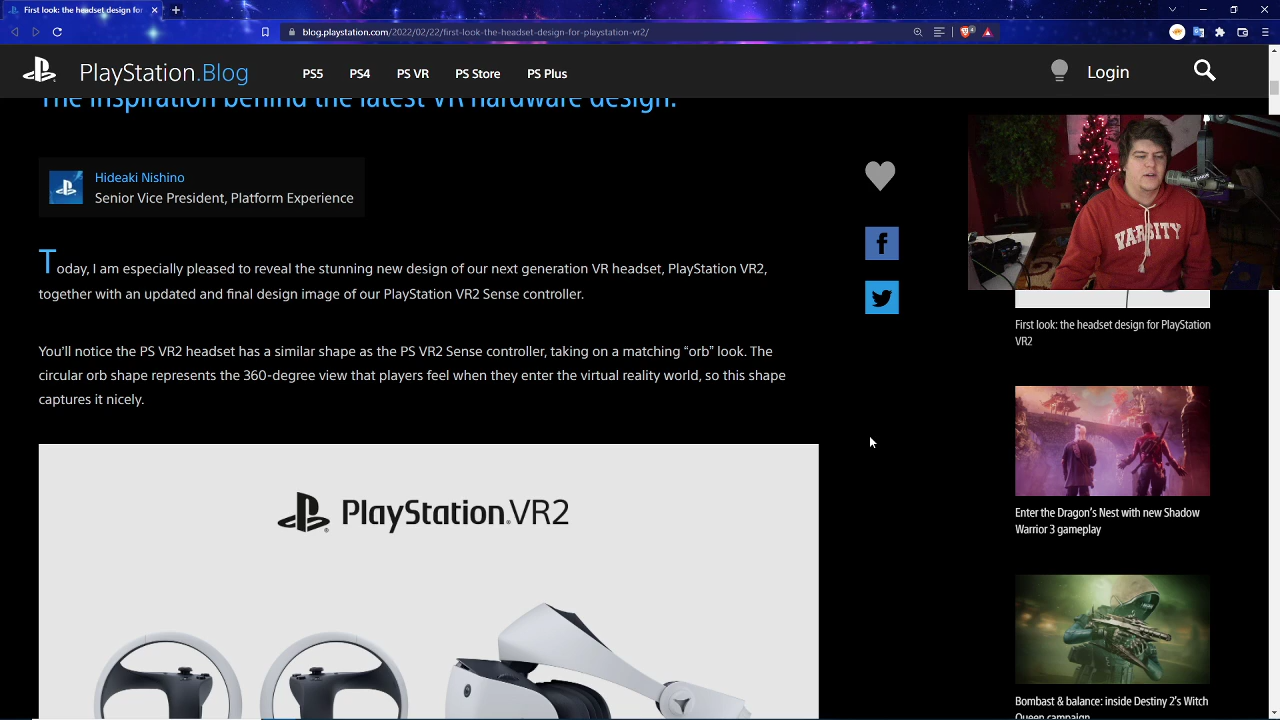 First look: the headset design for
blog.playstation.com/2022/02/22/first-look-the-headset-design-for-playstation-vr2/
PlayStation.Blog
PS5
PS4
PS VR
PS Store
PS Plus
Login
The inspiration behind the latest VR hardware design.
Hideaki Nishino
Senior Vice President, Platform Experience
Today, I am especially pleased to reveal the stunning new design of our next generation VR headset, PlayStation VR2,
together with an updated and final design image of our PlayStation VR2 Sense controller.
You’ll notice the PS VR2 headset has a similar shape as the PS VR2 Sense controller, taking on a matching “orb” look. The
circular orb shape represents the 360-degree view that players feel when they enter the virtual reality world, so this shape
captures it nicely.
PlayStation®VR2
VARSITY
First look: the headset design for PlayStation
VR2
Enter the Dragon’s Nest with new Shadow
Warrior 3 gameplay
Bombast & balance: inside Destiny 2’s Witch
Queen campaign